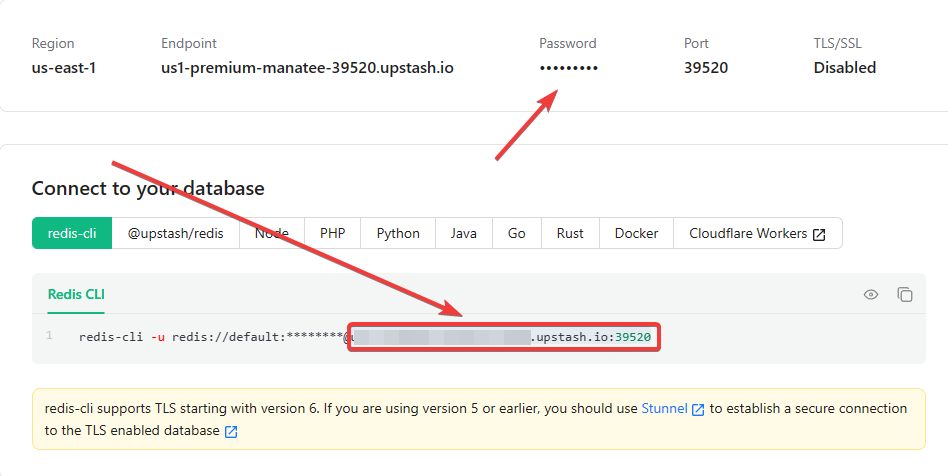 Region Endpoint Password Port TLS/SSL
us-east-1 us1-premium-manatee-39520.upstash.io ••••••••• 39520 Disabled
Connect to your database
redis-cli @upstash/redis Node PHP Python Java Go Rust Docker Cloudflare Workers
Redis CLI
1 redis-cli -u redis://default:********@ .upstash.io:39520
redis-cli supports TLS starting with version 6. If you are using version 5 or earlier, you should use Stunnel to establish a secure connection
to the TLS enabled database